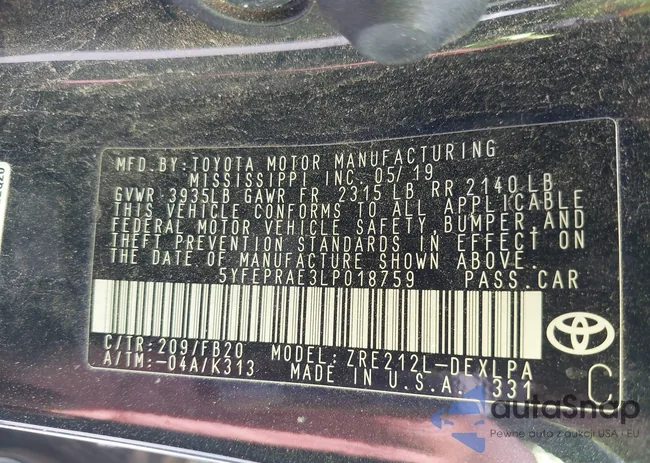 MFD.BY:TOYOTA MOTOR MANUFACTURING
MISSISSIPPI INC. 05/19
GVWR 3935LB GAWR FR 2315 LB RR 2140 LB
THIS VEHICLE CONFORMS TO ALL APPLICABLE
FEDERAL MOTOR VEHICLE SAFETY, BUMPER, AND
THEFT PREVENTION STANDARDS IN EFFECT ON
THE DATE OF MANUFACTURE SHOWN ABOVE.
5YFEPRAE3LP018759 PASS.CAR
C/TR:209/FB20 MODEL: ZRE212L-DEXLPA
A/TM:-04A/K313 MADE IN U.S.A. 331
C
autaSnap
Pewne auta z aukcji USA i EU